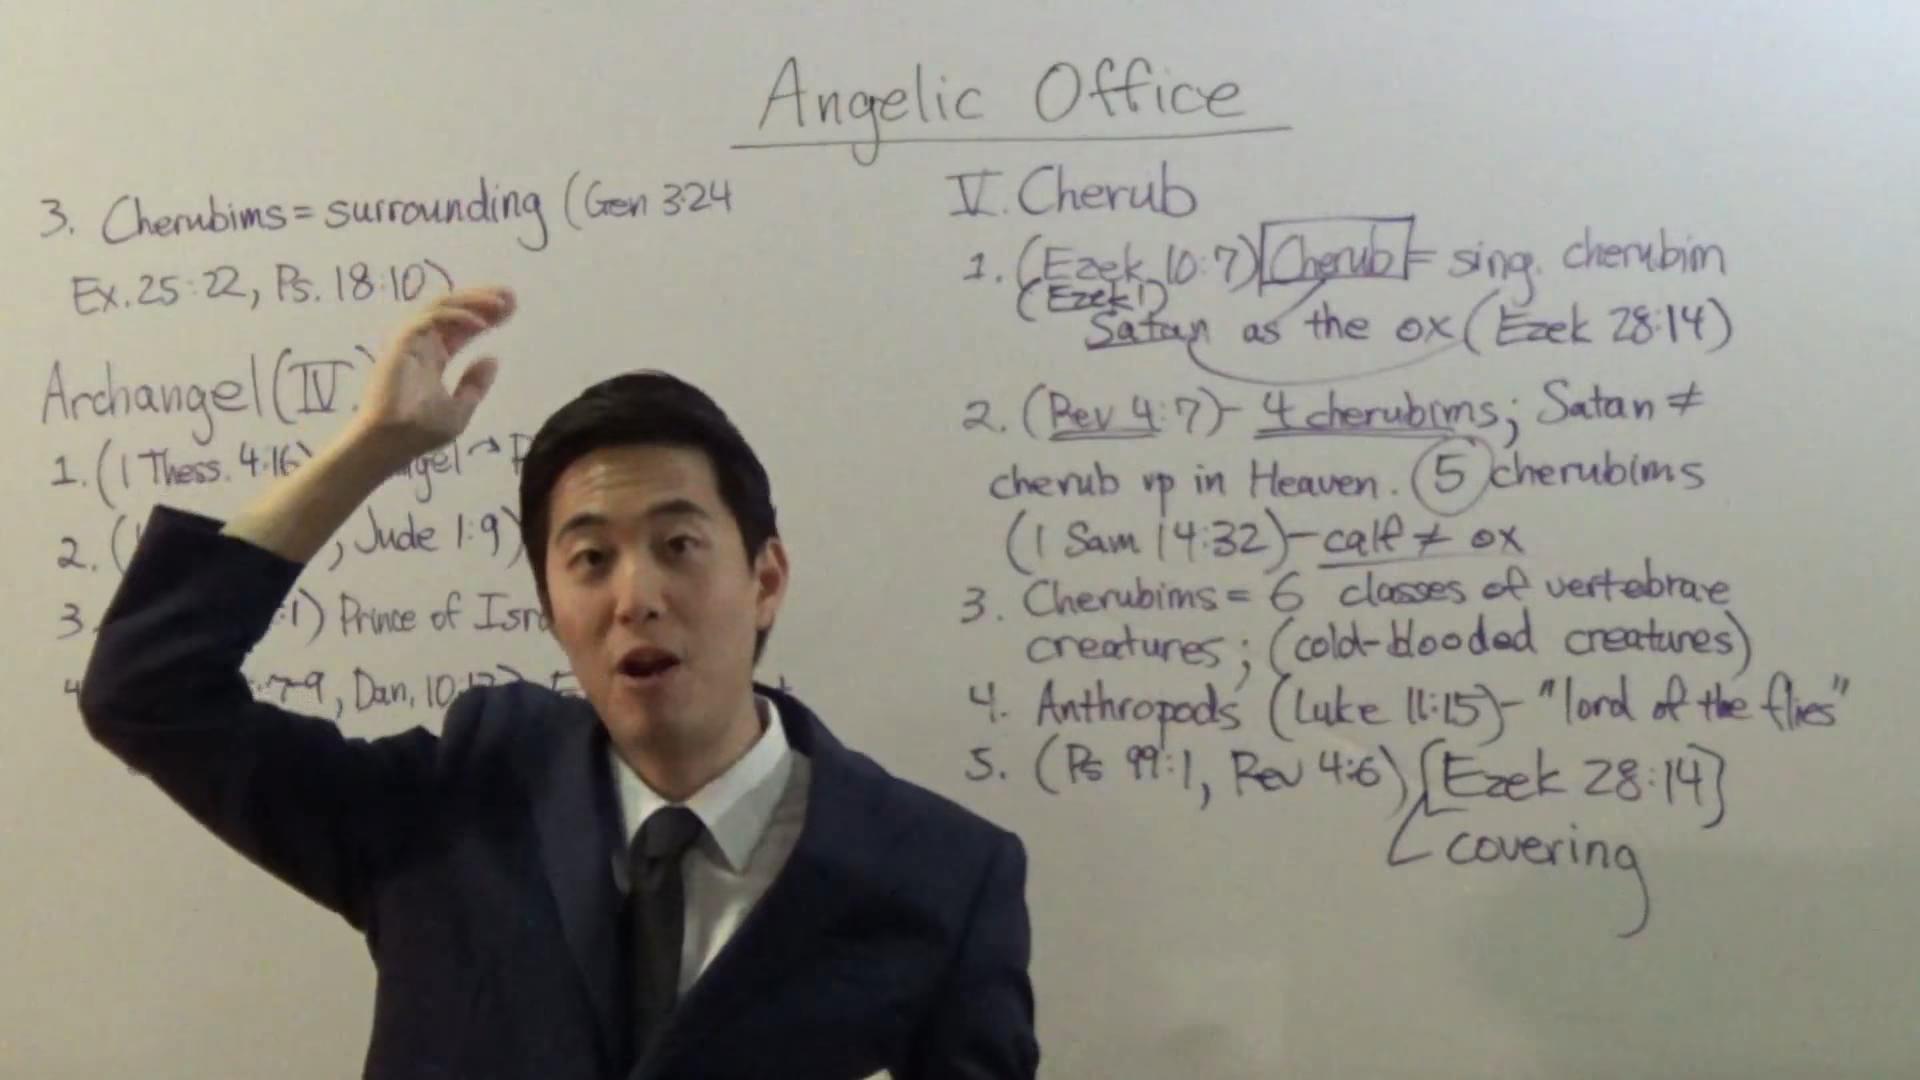 Angelic Office
3. Cherubims = surrounding (Gen 3:24
Ex. 25:22, Ps. 18:10)
Archangel (IV.)
1. (1 Thess. 4:16)
2. ( , Jude 1:9)
3. :1) Prince of
4 :7-9, Dan. 10:
V. Cherub
1. (Ezek 10:7) Cherub = sing. cherubim
(Ezek 1)
Satan as the ox (Ezek 28:14)
2. (Rev 4:7) - 4 cherubims; Satan ≠
cherub up in Heaven. 5 cherubims
(1 Sam 14:32) - calf ≠ ox
3. Cherubims = 6 classes of vertebrae
creatures; (cold-blooded creatures)
4. Anthropods (Luke 11:15) - "lord of the flies"
5. (Ps 99:1, Rev 4:6) [Ezek 28:14]
covering